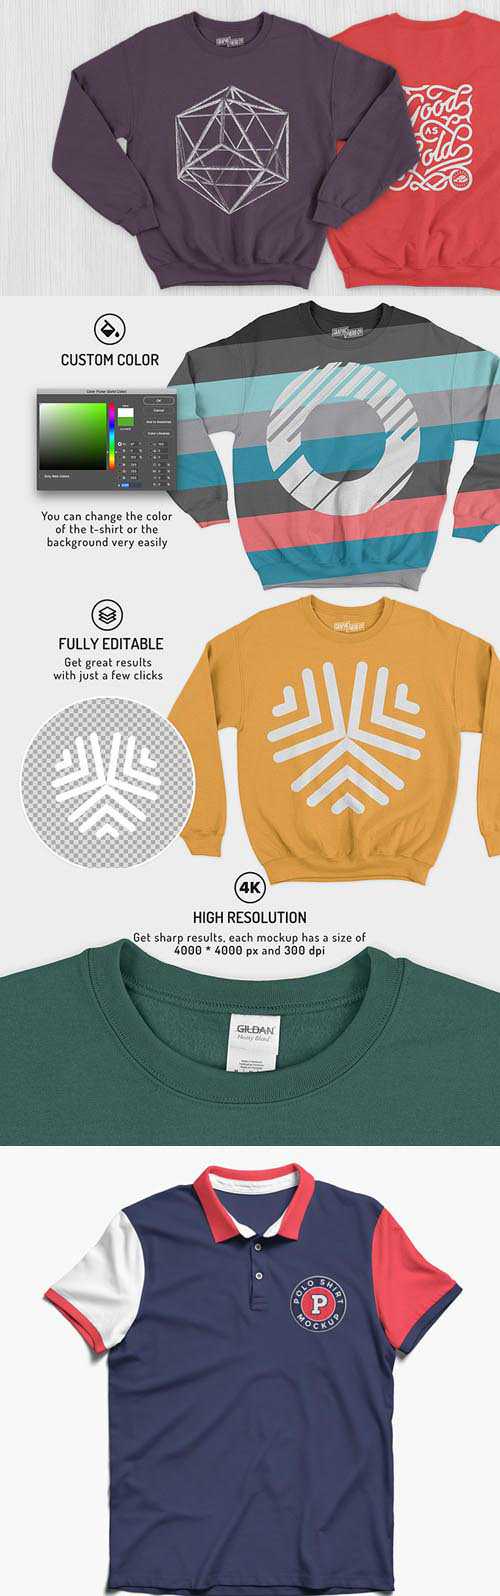 Good
AS
Gold
CUSTOM COLOR
You can change the color
of the t-shirt or the
background very easily
FULLY EDITABLE
Get great results
with just a few clicks
4K
HIGH RESOLUTION
Get sharp results, each mockup has a size of
4000 * 4000 px and 300 dpi
GILDAN
Heavy Blend
POLO SHIRT
P
MOCKUP